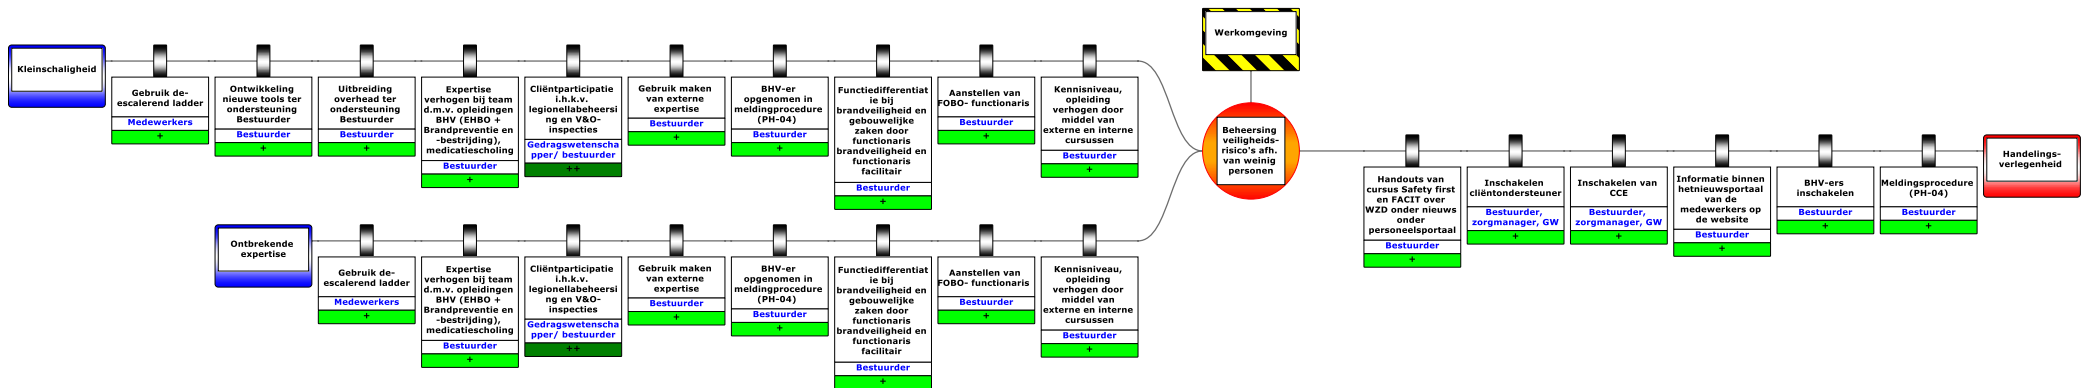 Werkomgeving
Kleinschaligheid
Gebruik de-
escalerend ladder
Medewerkers
+
Ontwikkeling
nieuwe tools ter
ondersteuning
Bestuurder
Bestuurder
+
Uitbreiding
overhead ter
ondersteuning
Bestuurder
Bestuurder
+
Expertise
verhogen bij team
d.m.v. opleidingen
BHV (EHBO +
Brandpreventie en
-bestrijding),
medicatiescholing
Bestuurder
+
Cliëntparticipatie
i.h.k.v.
legionellabeheersi
ng en V&O-
inspecties
Gedragswetenscha
pper/ bestuurder
++
Gebruik maken
van externe
expertise
Bestuurder
+
BHV-er
opgenomen in
meldingprocedure
(PH-04)
Bestuurder
+
Functiedifferentiat
ie bij
brandveiligheid en
gebouwelijke
zaken door
functionaris
brandveiligheid en
functionaris
facilitair
Bestuurder
+
Aanstellen van
FOBO- functionaris
Bestuurder
+
Kennisniveau,
opleiding
verhogen door
middel van
externe en interne
cursussen
Bestuurder
+
Beheersing
veiligheids-
risico's afh.
van weinig
personen
Handouts van
cursus Safety first
en FACIT over
WZD onder nieuws
onder
personeelsportaal
Bestuurder
+
Inschakelen
cliëntondersteuner
Bestuurder,
zorgmanager, GW
+
Inschakelen van
CCE
Bestuurder,
zorgmanager, GW
+
Informatie binnen
hetnieuwsportaal
van de
medewerkers op
de website
Bestuurder
+
BHV-ers
inschakelen
Bestuurder
+
Meldingsprocedure
(PH-04)
Bestuurder
+
Handelings-
verlegenheid
Ontbrekende
expertise
Gebruik de-
escalerend ladder
Medewerkers
+
Expertise
verhogen bij team
d.m.v. opleidingen
BHV (EHBO +
Brandpreventie en
-bestrijding),
medicatiescholing
Bestuurder
+
Cliëntparticipatie
i.h.k.v.
legionellabeheersi
ng en V&O-
inspecties
Gedragswetenscha
pper/ bestuurder
++
Gebruik maken
van externe
expertise
Bestuurder
+
BHV-er
opgenomen in
meldingprocedure
(PH-04)
Bestuurder
+
Functiedifferentiat
ie bij
brandveiligheid en
gebouwelijke
zaken door
functionaris
brandveiligheid en
functionaris
facilitair
Bestuurder
+
Aanstellen van
FOBO- functionaris
Bestuurder
+
Kennisniveau,
opleiding
verhogen door
middel van
externe en interne
cursussen
Bestuurder
+